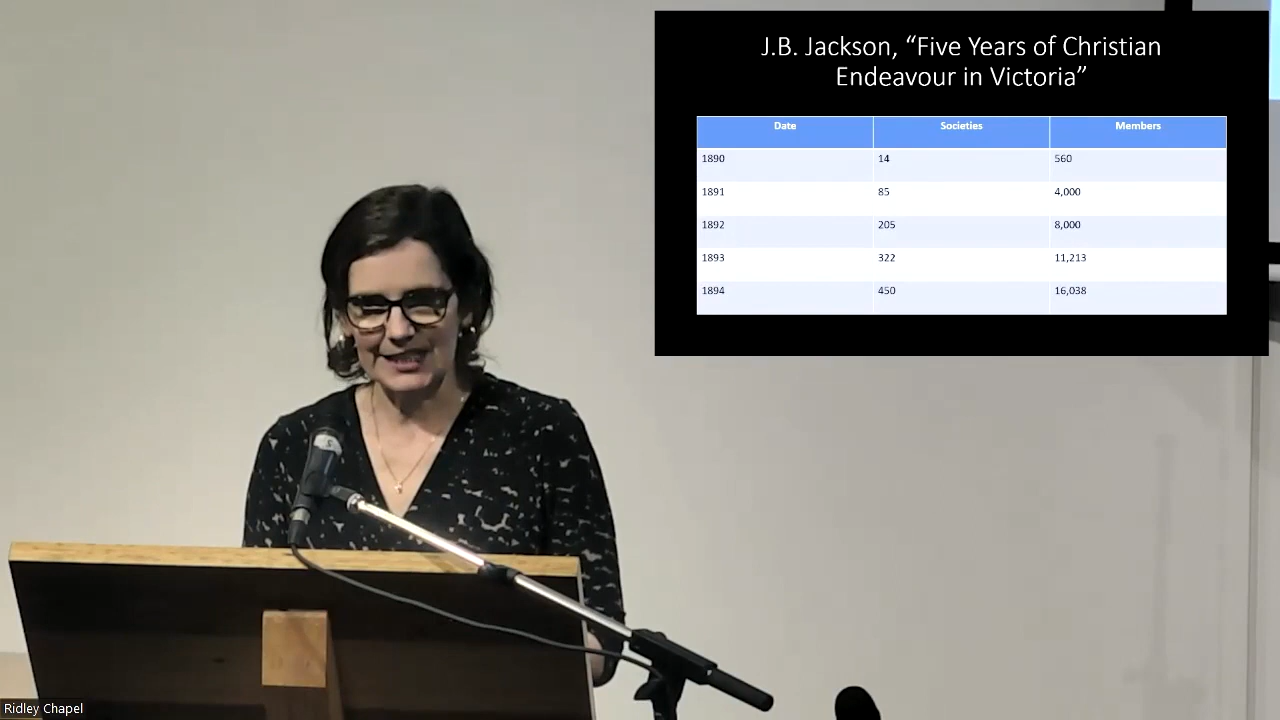 J.B. Jackson, “Five Years of Christian
Endeavour in Victoria”
Date Societies Members
1890 14 560
1891 85 4,000
1892 205 8,000
1893 322 11,213
1894 450 16,038
Ridley Chapel